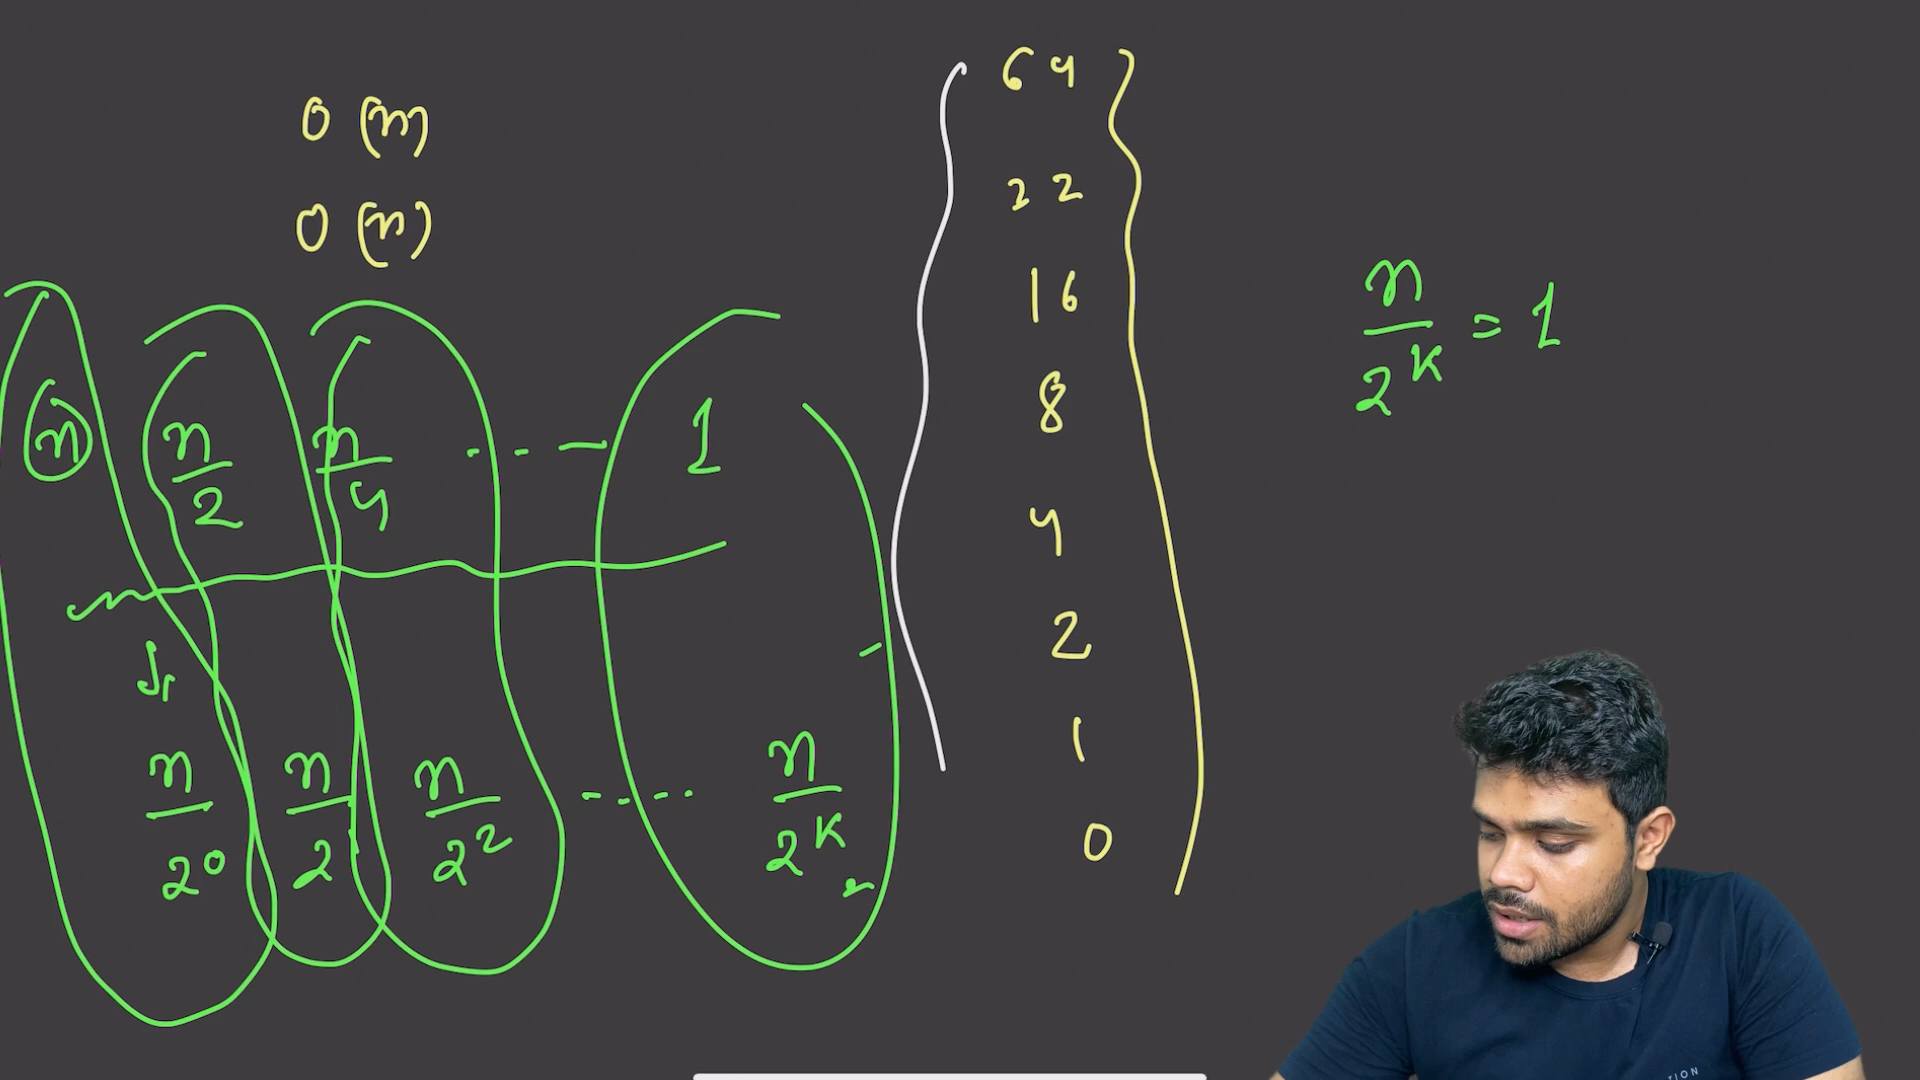 O (n)
O (n)
n n/2 n/4 ---- 1
n/2^0 n/2 n/2^2 ..... n/2^k
64
22
16
8
4
2
1
0
n/2^k = 1
TION